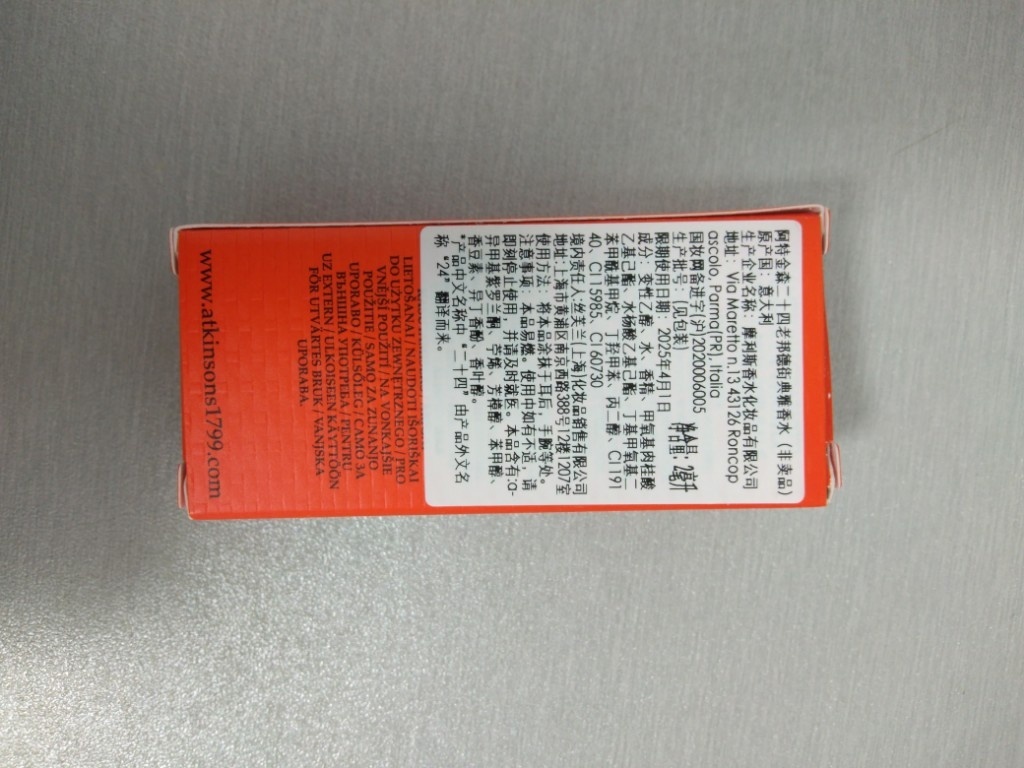 阿特金森二十四老邦德街典雅香水（非卖品）
原产国：意大利
生产企业名称：摩利斯香水化妆品有限公司
地址：Via Maretto n.13 43126 Roncop
ascolo, Parma(PR), Italia
国妆网备进字(沪)2020006005
生产批号：(见包装) 净含量：2毫升
限期使用日期：2025年4月1日
成分：变性乙醇、水、香精、甲氧基肉桂酸
乙基己酯、水杨酸乙基己酯、丁基甲氧基二
苯甲酰基甲烷、丁羟甲苯、丙二醇、CI 191
40、CI 15985、CI 60730
境内责任人:丝芙兰(上海)化妆品销售有限公司
地址:上海市黄浦区南京西路388号12楼1207室
使用方法：将本品涂抹于耳后，手腕等处。
注意事项：本品易燃。使用中如有不适，请
即刻停止使用，并请及时就医。本品含有:α-
异甲基紫罗兰酮、苧烯、芳樟醇、苯甲醇、
香豆素、异丁香酚、香叶醇。
*产品中文名称中“二十四”由产品外文名
称“24”翻译而来。
LIETOŠANAI / NAUDOTI IŠORIŠKAI
DO UŻYTKU ZEWNĘTRZNEGO / PRO
VNĚJŠÍ POUŽITÍ / NA VONKAJŠIE
POUŽITIE / SAMO ZA ZUNANJO
UPORABO / KÜLSŐLEG / САМО ЗА
ВЪНШНА УПОТРЕБА / PENTRU
UZ EXTERN / ULKOISEEN KÄYTTÖÖN
FÖR UTVÄRTES BRUK / VANJSKA
UPORABA.
www.atkinsons1799.com